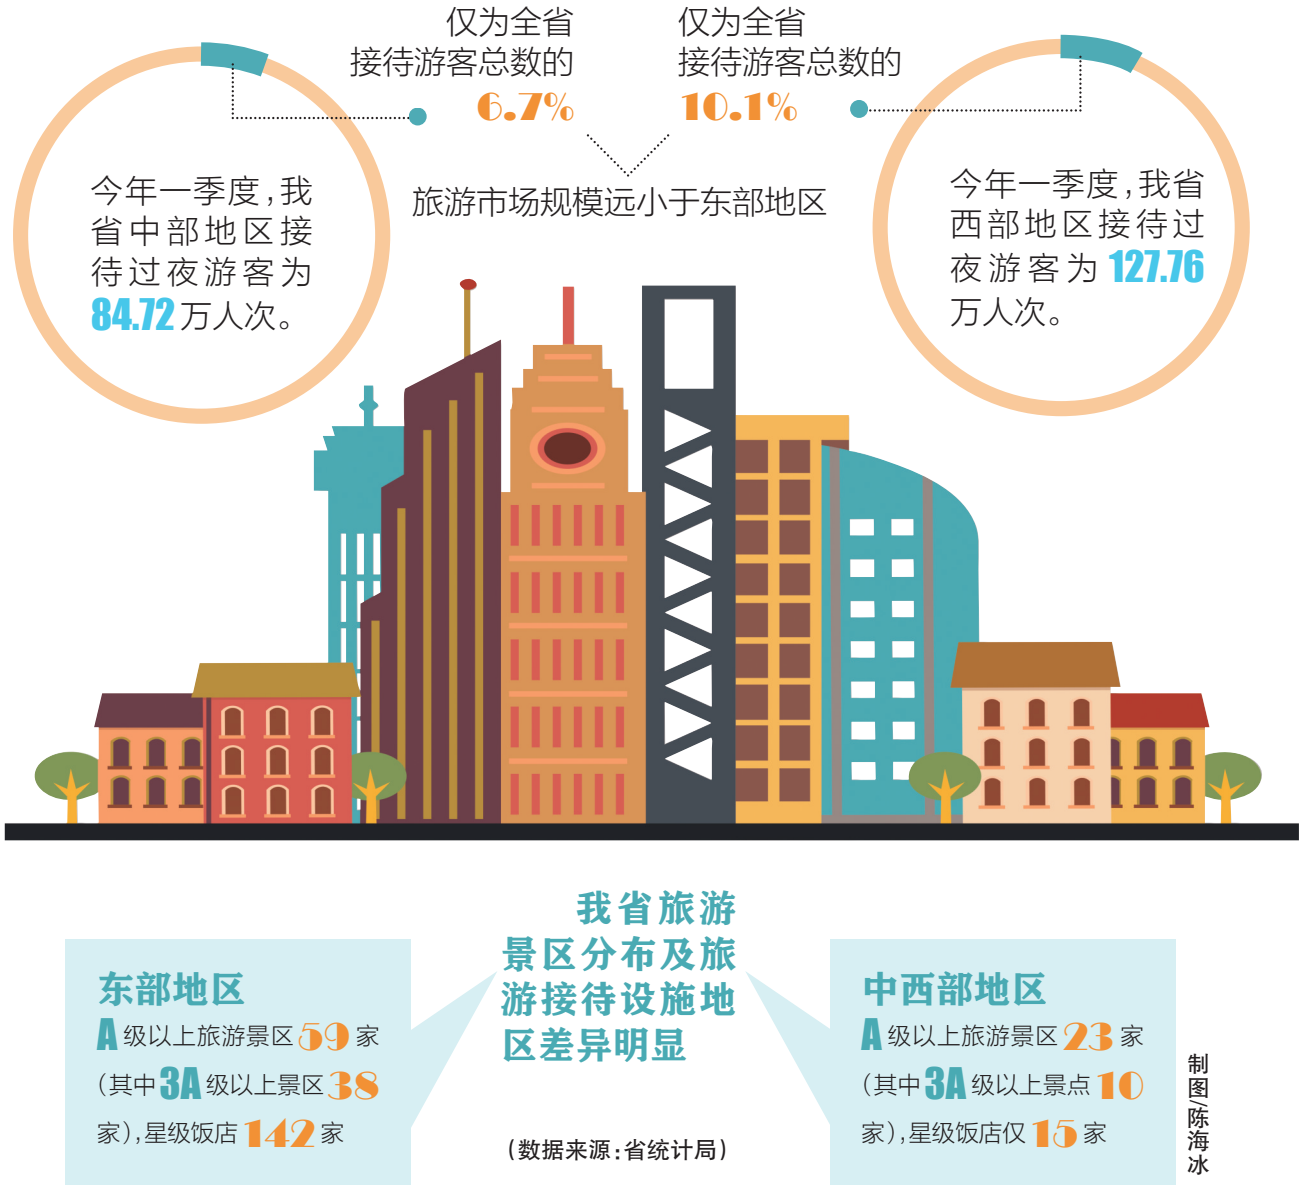 仅为全省
接待游客总数的
6.7%
仅为全省
接待游客总数的
10.1%
旅游市场规模远小于东部地区
今年一季度,我
省中部地区接
待过夜游客为
84.72万人次。
今年一季度,我省
西部地区接待过
夜游客为127.76
万人次。
我省旅游
景区分布及旅
游接待设施地
区差异明显
东部地区
A级以上旅游景区59家
(其中3A级以上景区38
家),星级饭店142家
中西部地区
A级以上旅游景区23家
(其中3A级以上景点10
家),星级饭店仅15家
(数据来源:省统计局)
制图/陈海冰